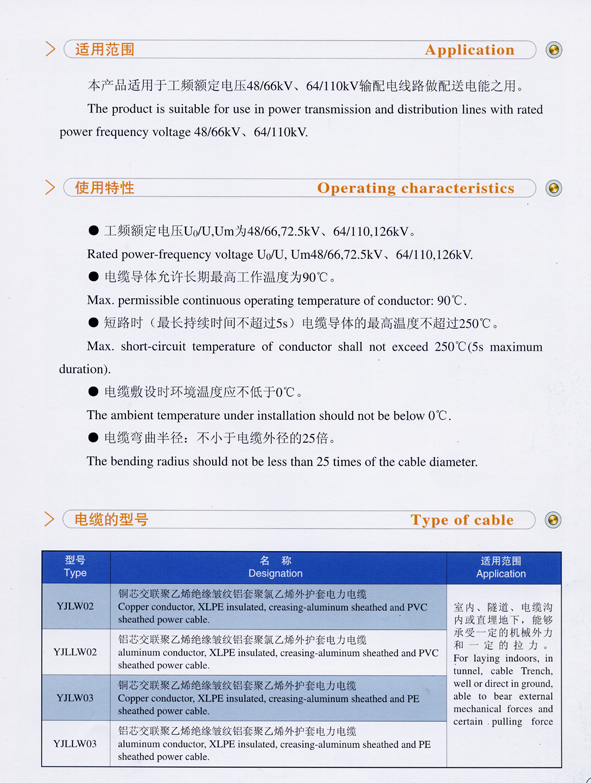 适用范围 Application
本产品适用于工频额定电压48/66kV、64/110kV输配电线路做配送电能之用。
The product is suitable for use in power transmission and distribution lines with rated
power frequency voltage 48/66kV、64/110kV.
使用特性 Operating characteristics
● 工频额定电压U0/U,Um为48/66,72.5kV、64/110,126kV。
Rated power-frequency voltage U0/U, Um48/66,72.5kV、64/110,126kV.
● 电缆导体允许长期最高工作温度为90℃。
Max. permissible continuous operating temperature of conductor: 90℃.
● 短路时（最长持续时间不超过5s）电缆导体的最高温度不超过250℃。
Max. short-circuit temperature of conductor shall not exceed 250℃(5s maximum
duration).
● 电缆敷设时环境温度应不低于0℃。
The ambient temperature under installation should not be below 0℃.
● 电缆弯曲半径：不小于电缆外径的25倍。
The bending radius should not be less than 25 times of the cable diameter.
电缆的型号 Type of cable
型号
Type
名 称
Designation
适用范围
Application
YJLW02
铜芯交联聚乙烯绝缘皱纹铝套聚氯乙烯外护套电力电缆
Copper conductor, XLPE insulated, creasing-aluminum sheathed and PVC
sheathed power cable.
YJLLW02
铝芯交联聚乙烯绝缘皱纹铝套聚氯乙烯外护套电力电缆
aluminum conductor, XLPE insulated, creasing-aluminum sheathed and PVC
sheathed power cable.
YJLW03
铜芯交联聚乙烯绝缘皱纹铝套聚乙烯外护套电力电缆
Copper conductor, XLPE insulated, creasing-aluminum sheathed and PE
sheathed power cable.
YJLLW03
铝芯交联聚乙烯绝缘皱纹铝套聚乙烯外护套电力电缆
aluminum conductor, XLPE insulated, creasing-aluminum sheathed and PE
sheathed power cable.
室内、隧道、电缆沟
内或直埋地下，能够
承受一定的机械外力
和一定的拉力。
For laying indoors, in
tunnel, cable Trench,
well or direct in ground,
able to bear external
mechanical forces and
certain pulling force